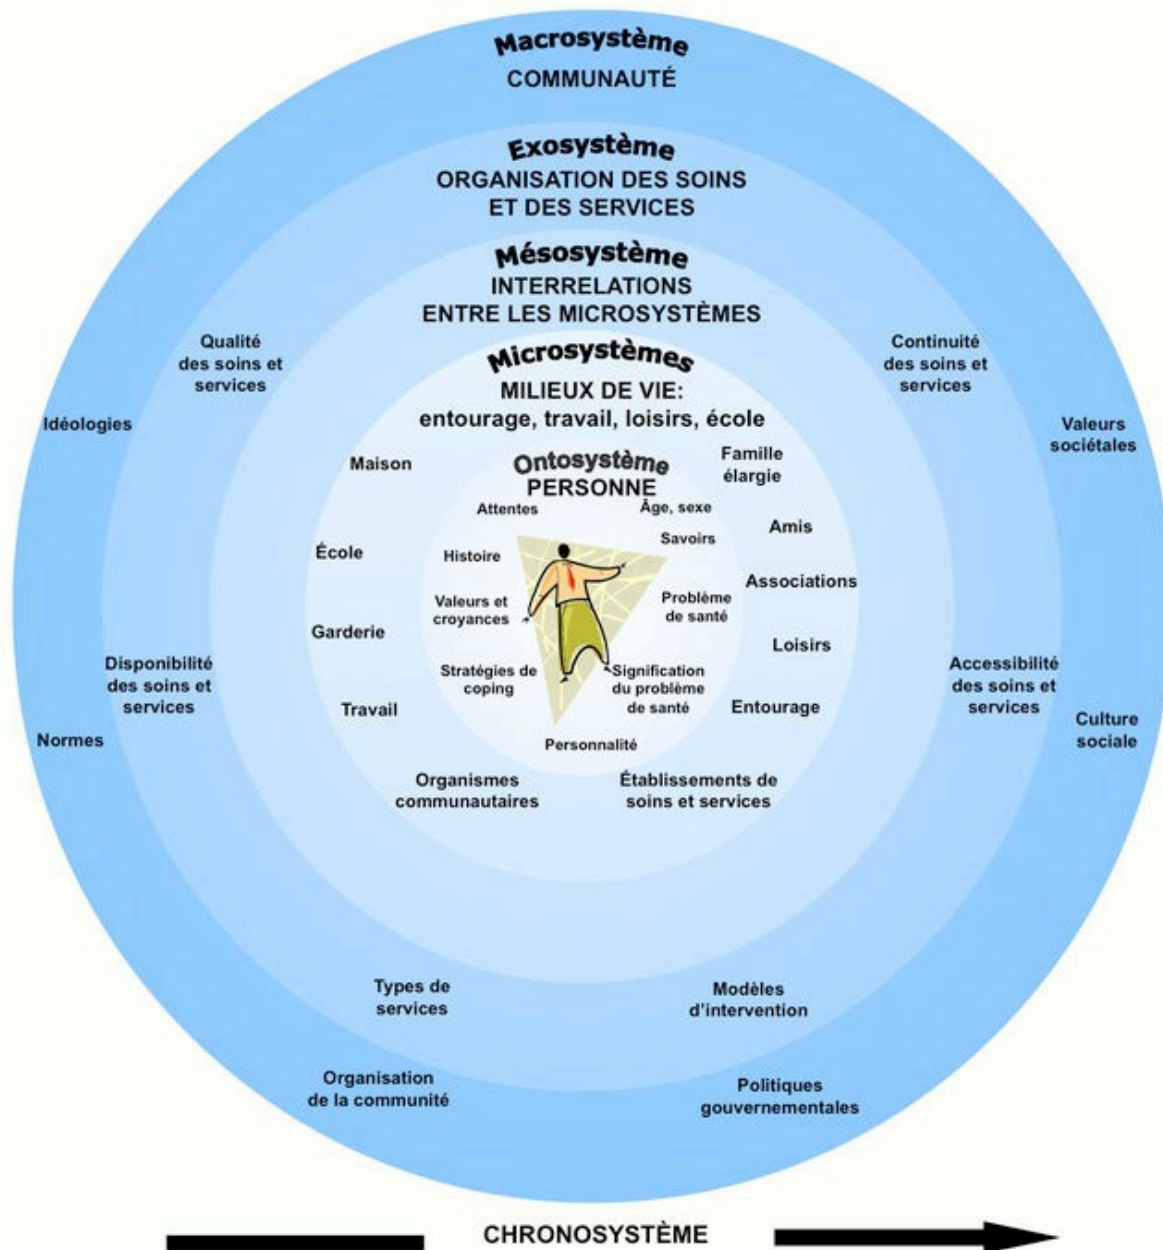 Macrosystème
COMMUNAUTÉ
Exosystème
ORGANISATION DES SOINS
ET DES SERVICES
Mésosystème
INTERRELATIONS
ENTRE LES MICROSYSTÈMES
Qualité
des soins et
services
Continuité
des soins et
services
Microsystèmes
MILIEUX DE VIE:
entourage, travail, loisirs, école
Idéologies
Valeurs
sociétales
Maison
Famille
élargie
Ontosystème
PERSONNE
Attentes
Âge, sexe
Savoirs
Amis
École
Histoire
Associations
Valeurs et
croyances
Problème
de santé
Garderie
Loisirs
Disponibilité
des soins et
services
Stratégies de
coping
Signification
du problème
de santé
Accessibilité
des soins et
services
Travail
Entourage
Normes
Culture
sociale
Personnalité
Organismes
communautaires
Établissements de
soins et services
Types de
services
Modèles
d'intervention
Organisation
de la communité
Politiques
gouvernementales
CHRONOSYSTÈME